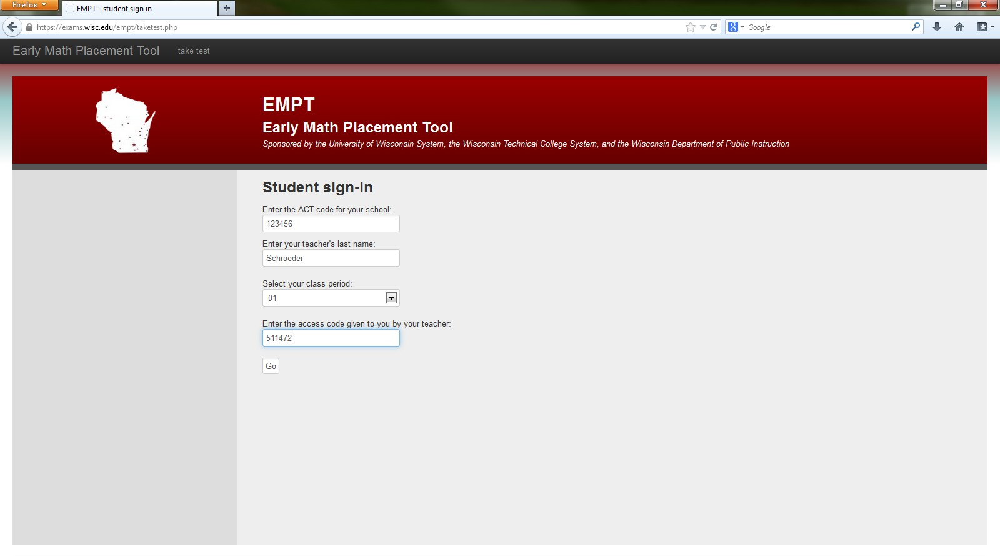 Firefox
EMPT - student sign in
https://exams.wisc.edu/empt/taketest.php
Google
Early Math Placement Tool take test
EMPT
Early Math Placement Tool
Sponsored by the University of Wisconsin System, the Wisconsin Technical College System, and the Wisconsin Department of Public Instruction
Student sign-in
Enter the ACT code for your school:
123456
Enter your teacher's last name:
Schroeder
Select your class period:
01
Enter the access code given to you by your teacher:
511472
Go